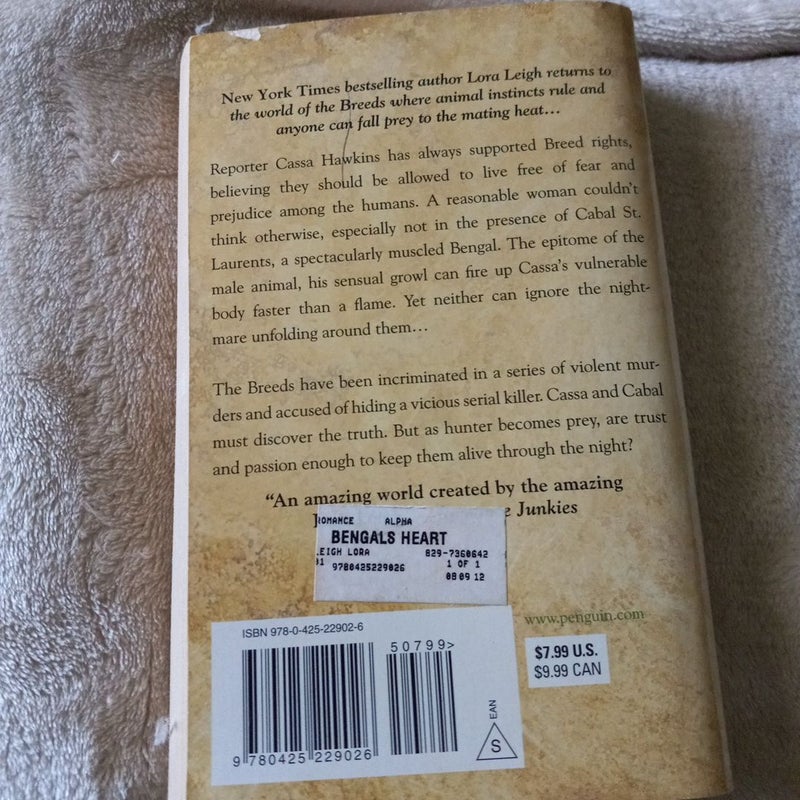 New York Times bestselling author Lora Leigh returns to
the world of the Breeds where animal instincts rule and
anyone can fall prey to the mating heat...
Reporter Cassa Hawkins has always supported Breed rights,
believing they should be allowed to live free of fear and
prejudice among the humans. A reasonable woman couldn't
think otherwise, especially not in the presence of Cabal St.
Laurents, a spectacularly muscled Bengal. The epitome of the
male animal, his sensual growl can fire up Cassa's vulnerable
body faster than a flame. Yet neither can ignore the night-
mare unfolding around them...
The Breeds have been incriminated in a series of violent mur-
ders and accused of hiding a vicious serial killer. Cassa and Cabal
must discover the truth. But as hunter becomes prey, are trust
and passion enough to keep them alive through the night?
"An amazing world created by the amazing
Junkies
ROMANCE ALPHA
BENGALS HEART
LEIGH LORA 829-7360642
9780425229026 1 OF 1
08 09 12
www.penguin.com
ISBN 978-0-425-22902-6
50799>
$7.99 U.S.
$9.99 CAN
EAN
S
9 780425 229026